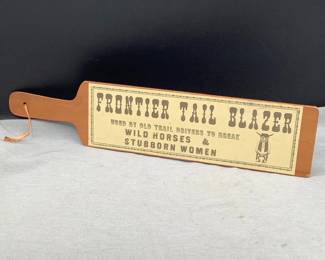 FRONTIER TAIL BLAZER
USED BY OLD TRAIL DRIVERS TO BREAK
WILD HORSES &
STUBBORN WOMEN